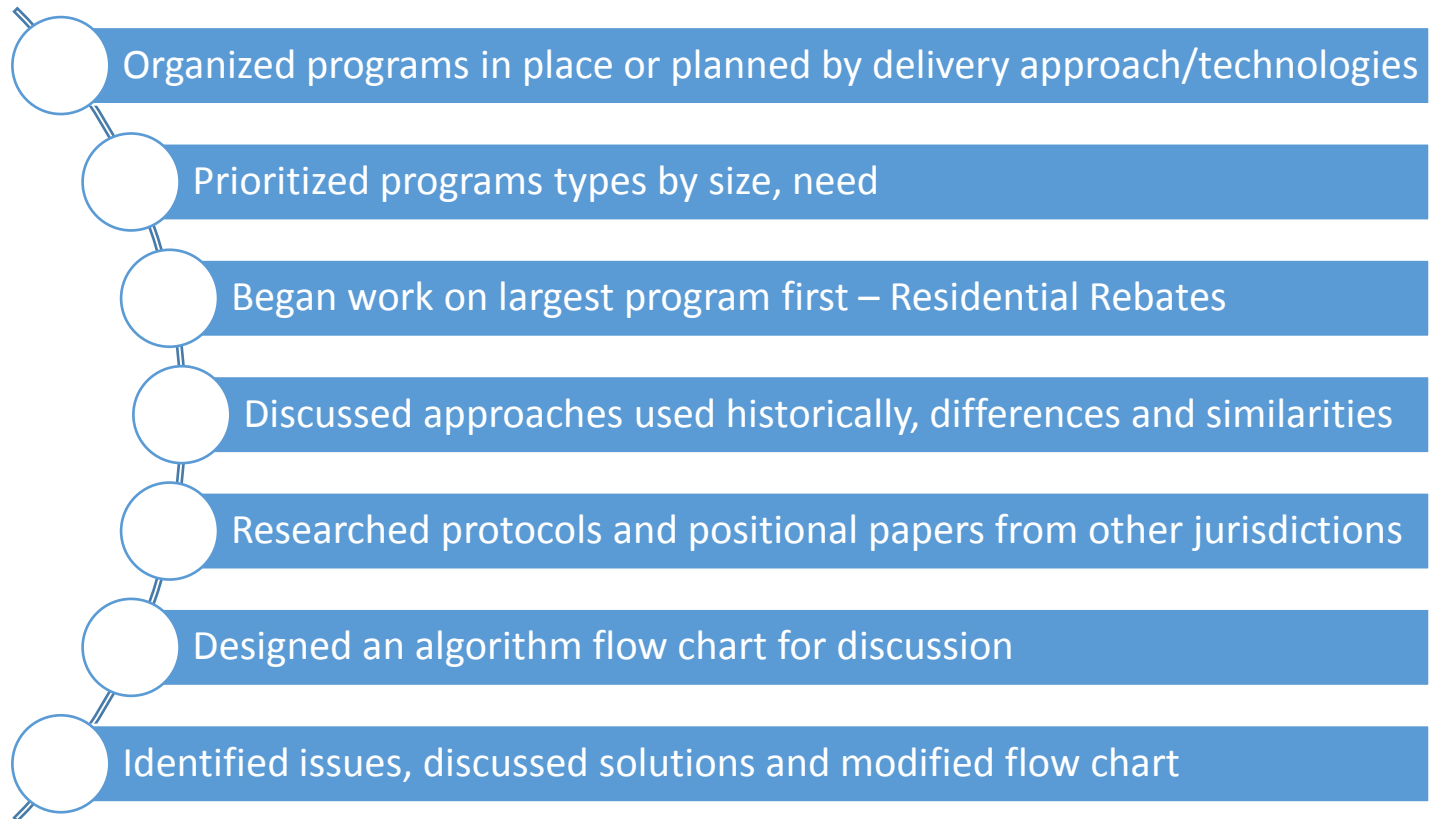 Organized programs in place or planned by delivery approach/technologies
Prioritized programs types by size, need
Began work on largest program first – Residential Rebates
Discussed approaches used historically, differences and similarities
Researched protocols and positional papers from other jurisdictions
Designed an algorithm flow chart for discussion
Identified issues, discussed solutions and modified flow chart